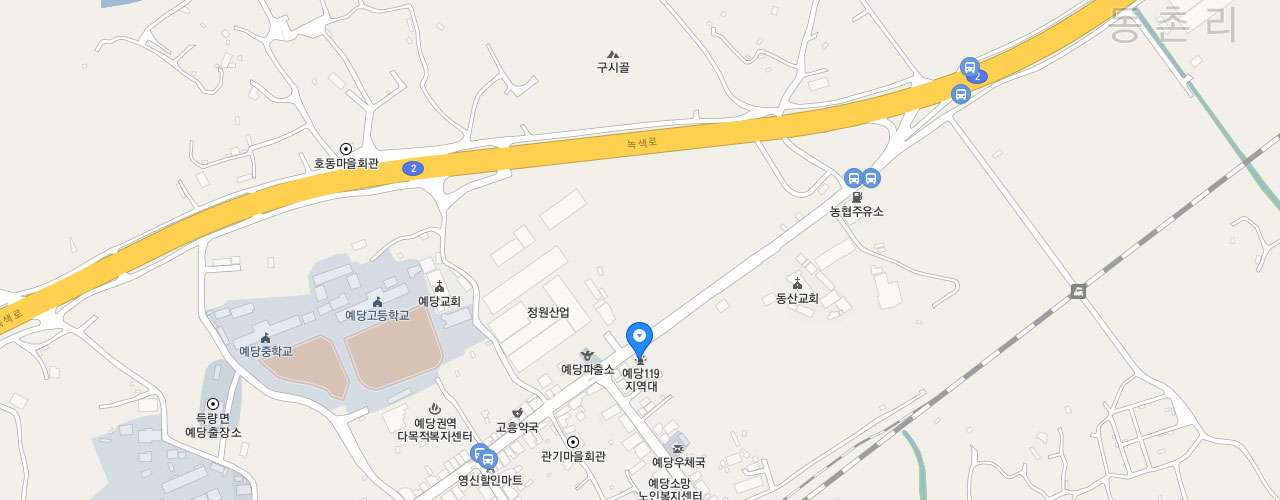 동촌리
구시골
2
녹색로
호동마을회관
2
농협주유소
예당교회
동산교회
예당고등학교
정원산업
녹색로
예당중학교
예당파출소
예당119
지역대
득량면
예당출장소
예당권역
다목적복지센터
고흥약국
관기마을회관
예당우체국
영신할인마트
예당소망
노인복지센터